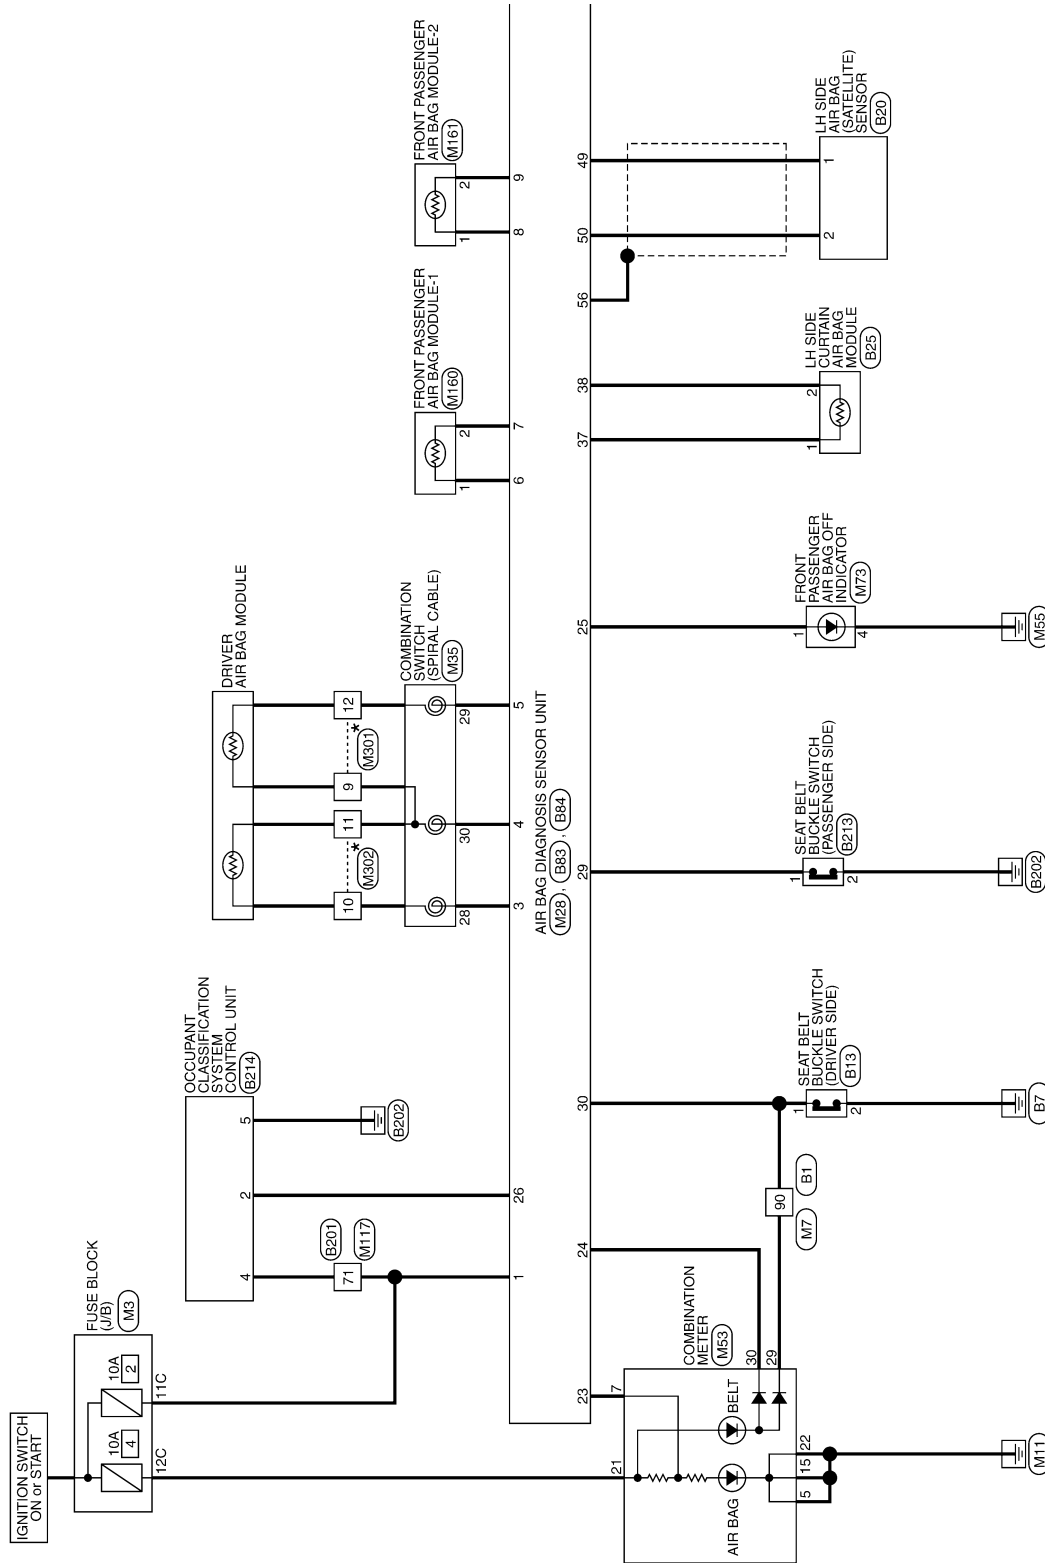 IGNITION SWITCH
ON or START
FUSE BLOCK
(J/B)
M3
10A
4
10A
2
12C
11C
OCCUPANT
CLASSIFICATION
SYSTEM
CONTROL UNIT
B214
4
2
5
B201
M117
71
B202
DRIVER
AIR BAG MODULE
10
11
9
12
*
M302
*
M301
COMBINATION
SWITCH
(SPIRAL CABLE)
M35
28
30
29
FRONT PASSENGER
AIR BAG MODULE-1
M160
1
2
FRONT PASSENGER
AIR BAG MODULE-2
M161
1
2
1
26
3
4
5
6
7
8
9
AIR BAG DIAGNOSIS SENSOR UNIT
M28 , B83 , B84
23
24
30
29
25
37
38
56
50
49
COMBINATION
METER
M53
21
7
30
29
BELT
AIR BAG
5
15
22
M11
90
M7
B1
SEAT BELT
BUCKLE SWITCH
(DRIVER SIDE)
B13
1
2
B7
SEAT BELT
BUCKLE SWITCH
(PASSENGER SIDE)
B213
1
2
B202
FRONT
PASSENGER
AIR BAG OFF
INDICATOR
M73
1
4
M55
LH SIDE
CURTAIN
AIR BAG
MODULE
B25
1
2
LH SIDE
AIR BAG
(SATELLITE)
SENSOR
B20
2
1